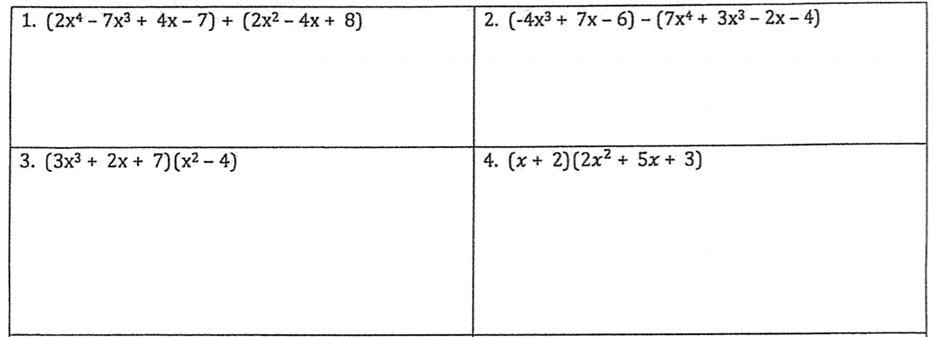 1. (2x⁴ – 7x³ + 4x – 7) + (2x² – 4x + 8)
2. (-4x³ + 7x – 6) – (7x⁴ + 3x³ – 2x – 4)
3. (3x³ + 2x + 7)(x² – 4)
4. (x + 2)(2x² + 5x + 3)